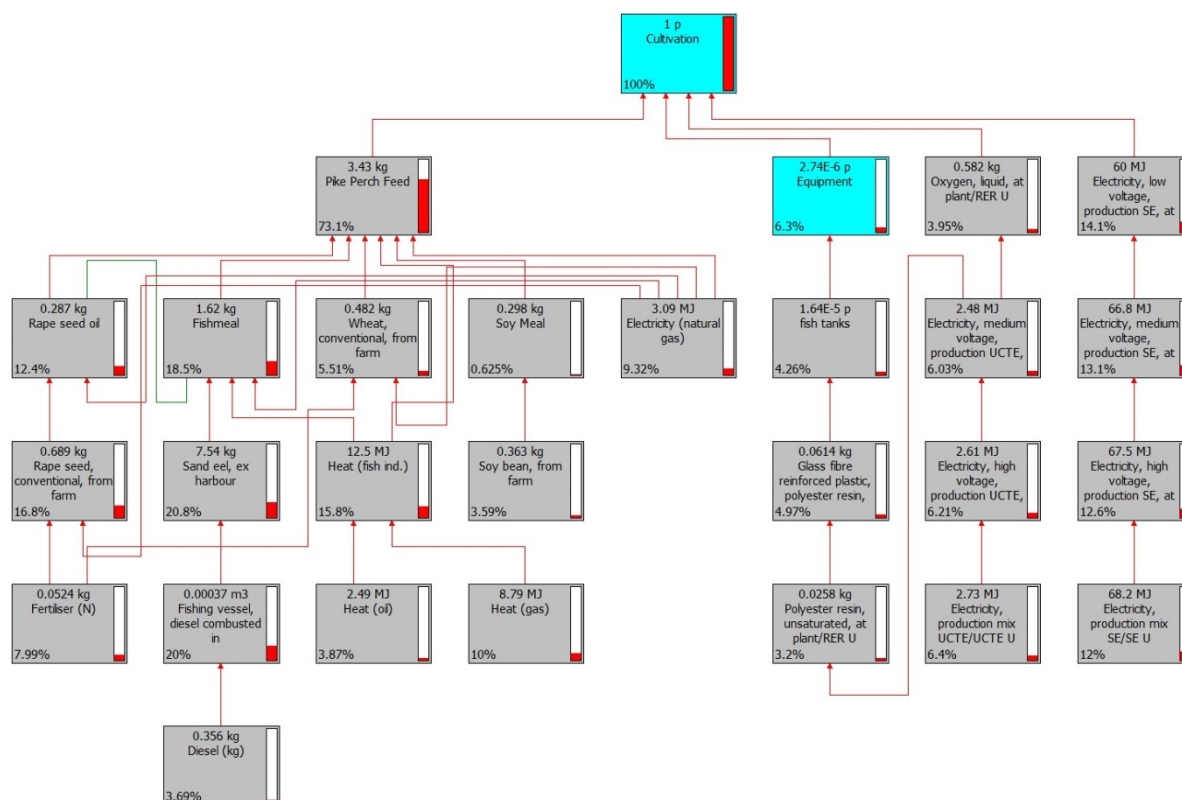 1 p
Cultivation
100%
3.43 kg
Pike Perch Feed
73.1%
2.74E-6 p
Equipment
6.3%
0.582 kg
Oxygen, liquid, at
plant/RER U
3.95%
60 MJ
Electricity, low
voltage,
production SE, at
14.1%
0.287 kg
Rape seed oil
12.4%
1.62 kg
Fishmeal
18.5%
0.482 kg
Wheat,
conventional, from
farm
5.51%
0.298 kg
Soy Meal
0.625%
3.09 MJ
Electricity (natural
gas)
9.32%
1.64E-5 p
fish tanks
4.26%
2.48 MJ
Electricity, medium
voltage,
production UCTE,
6.03%
66.8 MJ
Electricity, medium
voltage,
production SE, at
13.1%
0.689 kg
Rape seed,
conventional, from
farm
16.8%
7.54 kg
Sand eel, ex
harbour
20.8%
12.5 MJ
Heat (fish ind.)
15.8%
0.363 kg
Soy bean, from
farm
3.59%
0.0614 kg
Glass fibre
reinforced plastic,
polyester resin,
4.97%
2.61 MJ
Electricity, high
voltage,
production UCTE,
6.21%
67.5 MJ
Electricity, high
voltage,
production SE, at
12.6%
0.0524 kg
Fertiliser (N)
7.99%
0.00037 m3
Fishing vessel,
diesel combusted
in
20%
2.49 MJ
Heat (oil)
3.87%
8.79 MJ
Heat (gas)
10%
0.0258 kg
Polyester resin,
unsaturated, at
plant/RER U
3.2%
2.73 MJ
Electricity,
production mix
UCTE/UCTE U
6.4%
68.2 MJ
Electricity,
production mix
SE/SE U
12%
0.356 kg
Diesel (kg)
3.69%